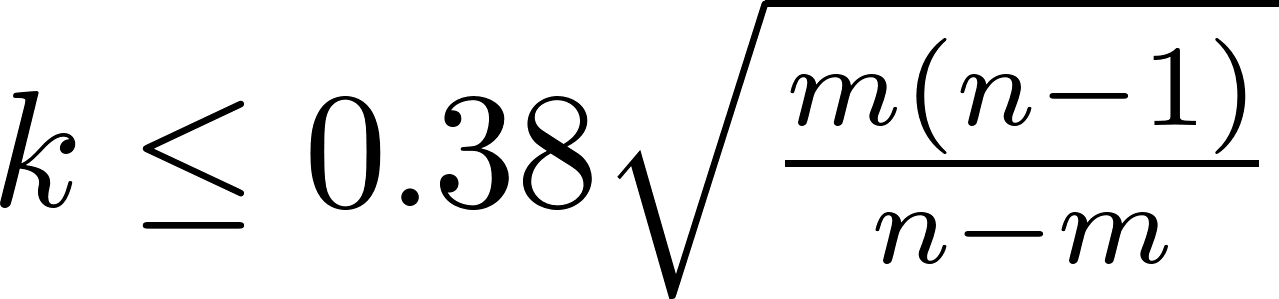 k ≤ 0.38√(m(n−1)/(n−m))